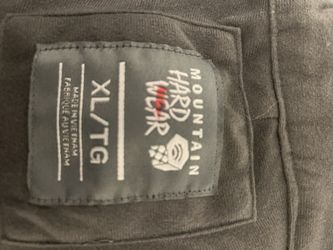 MOUNTAIN
HARD
WEAR
XL/TG
MADE IN VIETNAM
FABRIQUÉ AU VIETNAM